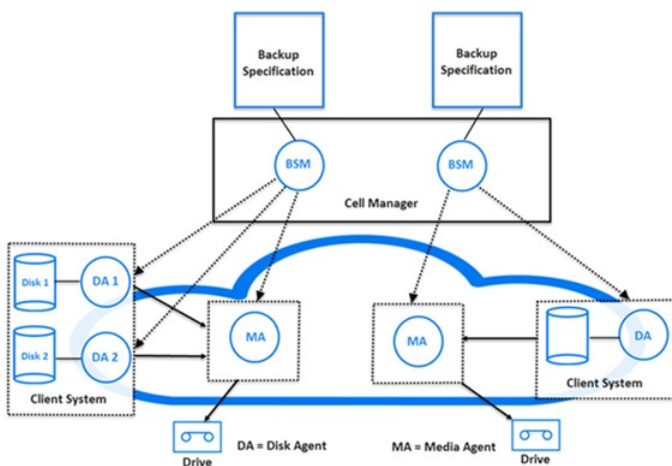 Backup
Specification
Backup
Specification
BSM
BSM
Cell Manager
Disk 1
DA 1
Disk 2
DA 2
Client System
MA
MA
DA
Client System
DA = Disk Agent
MA = Media Agent
Drive
Drive